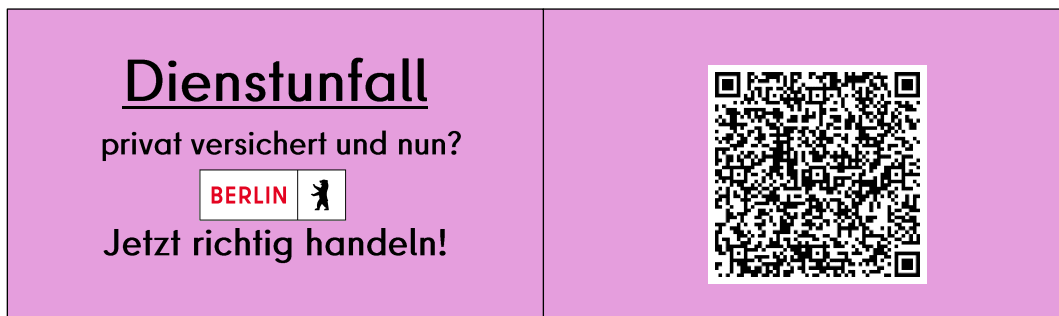 Dienstunfall
privat versichert und nun?
BERLIN
Jetzt richtig handeln!